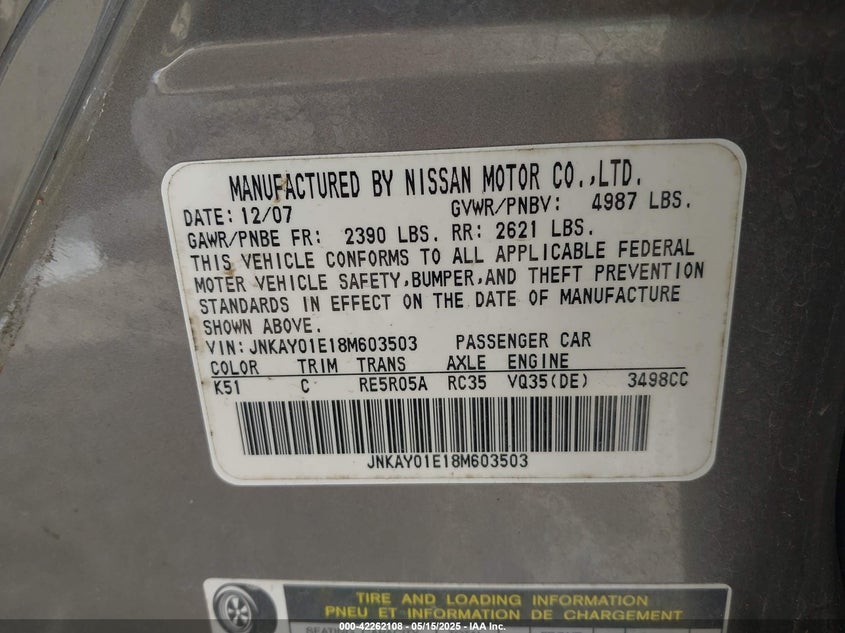 MANUFACTURED BY NISSAN MOTOR CO.,LTD.
DATE: 12/07 GVWR/PNBV: 4987 LBS.
GAWR/PNBE FR: 2390 LBS. RR: 2621 LBS.
THIS VEHICLE CONFORMS TO ALL APPLICABLE FEDERAL
MOTER VEHICLE SAFETY,BUMPER,AND THEFT PREVENTION
STANDARDS IN EFFECT ON THE DATE OF MANUFACTURE
SHOWN ABOVE.
VIN: JNKAY01E18M603503 PASSENGER CAR
COLOR TRIM TRANS AXLE ENGINE
K51 C RE5R05A RC35 VQ35(DE) 3498CC
JNKAY01E18M603503
TIRE AND LOADING INFORMATION
PNEU ET INFORMATION DE CHARGEMENT
000-42262108 - 05/15/2025 - IAA Inc.